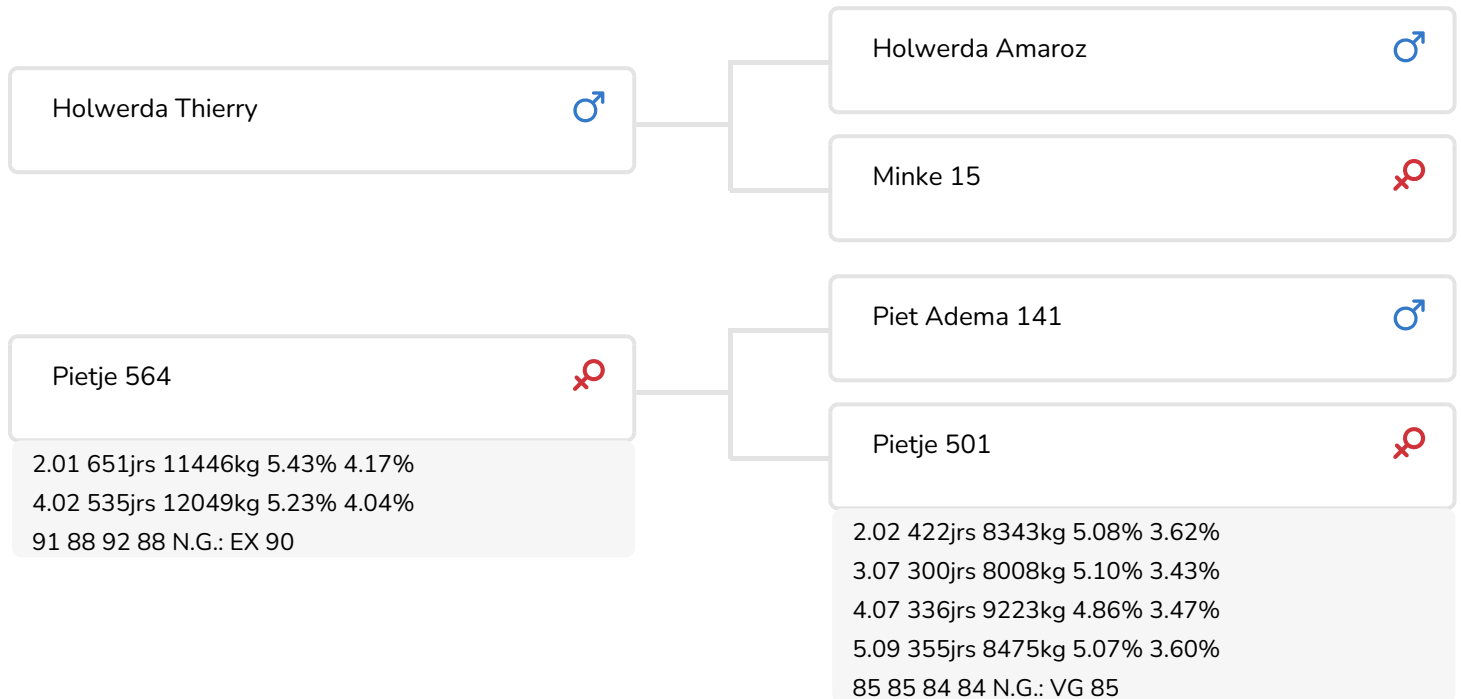 Holwerda Thierry
Holwerda Amaroz
Minke 15
Pietje 564
2.01 651jrs 11446kg 5.43% 4.17%
4.02 535jrs 12049kg 5.23% 4.04%
91 88 92 88 N.G.: EX 90
Piet Adema 141
Pietje 501
2.02 422jrs 8343kg 5.08% 3.62%
3.07 300jrs 8008kg 5.10% 3.43%
4.07 336jrs 9223kg 4.86% 3.47%
5.09 355jrs 8475kg 5.07% 3.60%
85 85 84 84 N.G.: VG 85